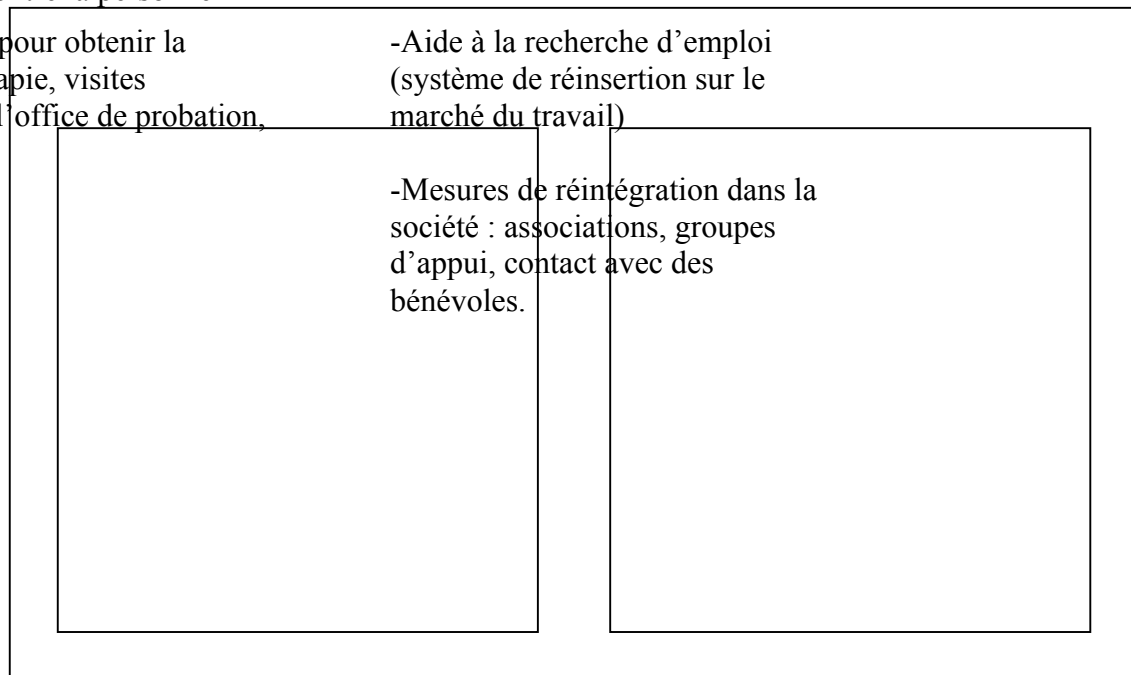 pour obtenir la
visites
l'office de probation,
-Aide à la recherche d'emploi
(système de réinsertion sur le
marché du travail)
-Mesures de réintégration dans la
société : associations, groupes
d'appui, contact avec des
bénévoles.